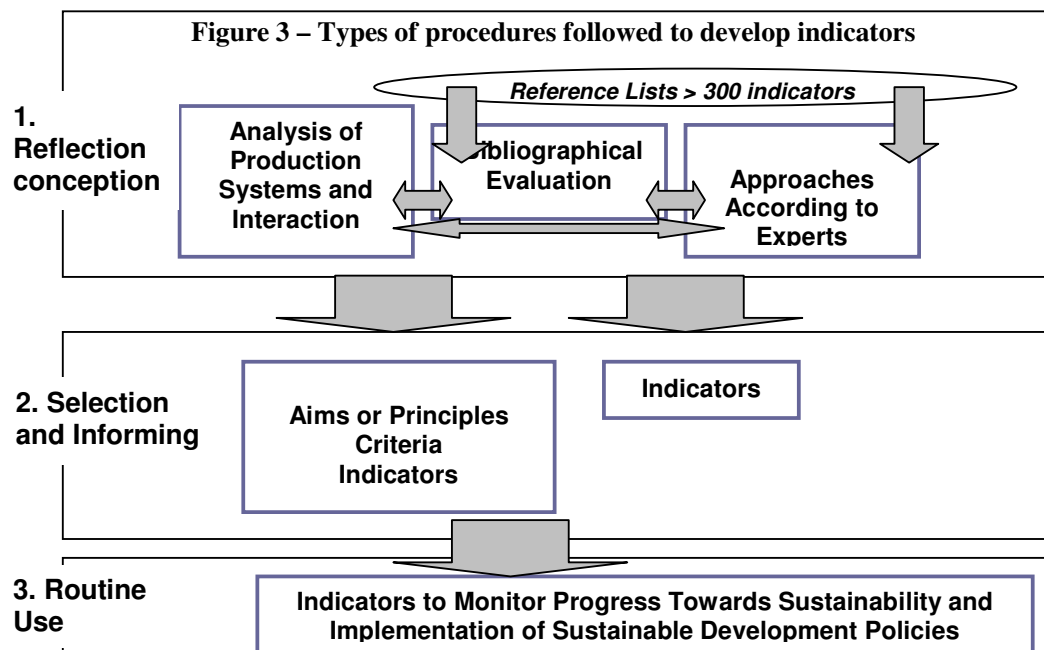 Figure 3 – Types of procedures followed to develop indicators
Reference Lists > 300 indicators
1.
Reflection
conception
Analysis of
Production
Systems and
Interaction
Bibliographical
Evaluation
Approaches
According to
Experts
2. Selection
and Informing
Aims or Principles
Criteria
Indicators
Indicators
3. Routine
Use
Indicators to Monitor Progress Towards Sustainability and
Implementation of Sustainable Development Policies